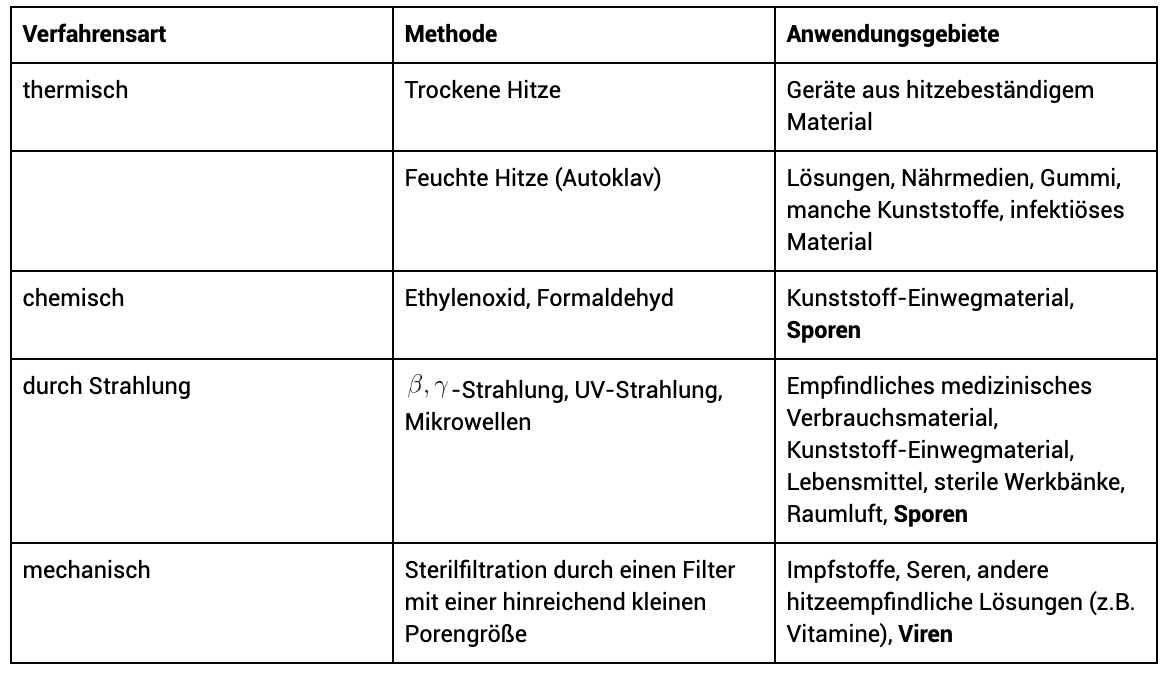 Verfahrensart
Methode
Anwendungsgebiete
thermisch
Trockene Hitze
Geräte aus hitzebeständigem
Material
Feuchte Hitze (Autoklav)
Lösungen, Nährmedien, Gummi,
manche Kunststoffe, infektiöses
Material
chemisch
Ethylenoxid, Formaldehyd
Kunststoff-Einwegmaterial,
Sporen
durch Strahlung
β, γ-Strahlung, UV-Strahlung,
Mikrowellen
Empfindliches medizinisches
Verbrauchsmaterial,
Kunststoff-Einwegmaterial,
Lebensmittel, sterile Werkbänke,
Raumluft, Sporen
mechanisch
Sterilfiltration durch einen Filter
mit einer hinreichend kleinen
Porengröße
Impfstoffe, Seren, andere
hitzeempfindliche Lösungen (z.B.
Vitamine), Viren